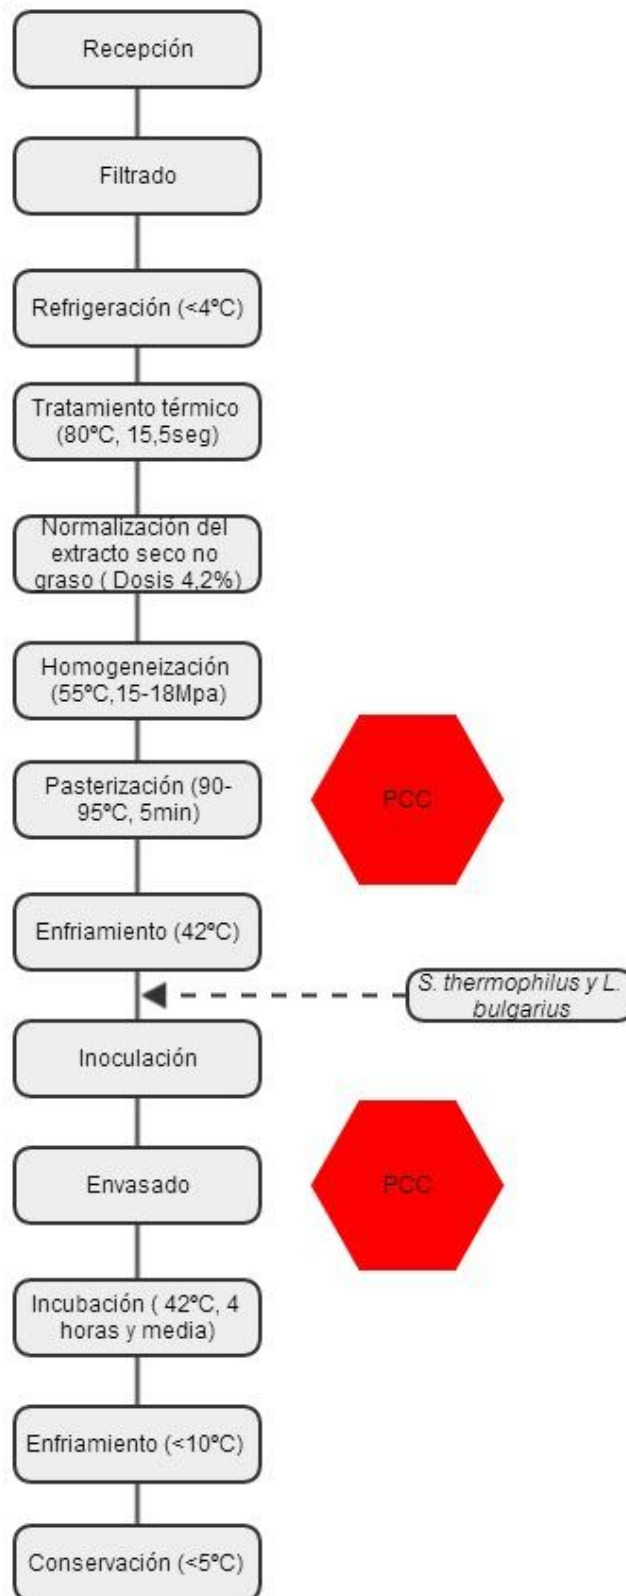 Recepción
Filtrado
Refrigeración (<4ºC)
Tratamiento térmico
(80ºC, 15,5seg)
Normalización del
extracto seco no
graso ( Dosis 4,2%)
Homogeneización
(55ºC,15-18Mpa)
Pasterización (90-
95ºC, 5min)
PCC
Enfriamiento (42ºC)
S. thermophilus y L.
bulgarius
Inoculación
Envasado
PCC
Incubación ( 42ºC, 4
horas y media)
Enfriamiento (<10ºC)
Conservación (<5ºC)